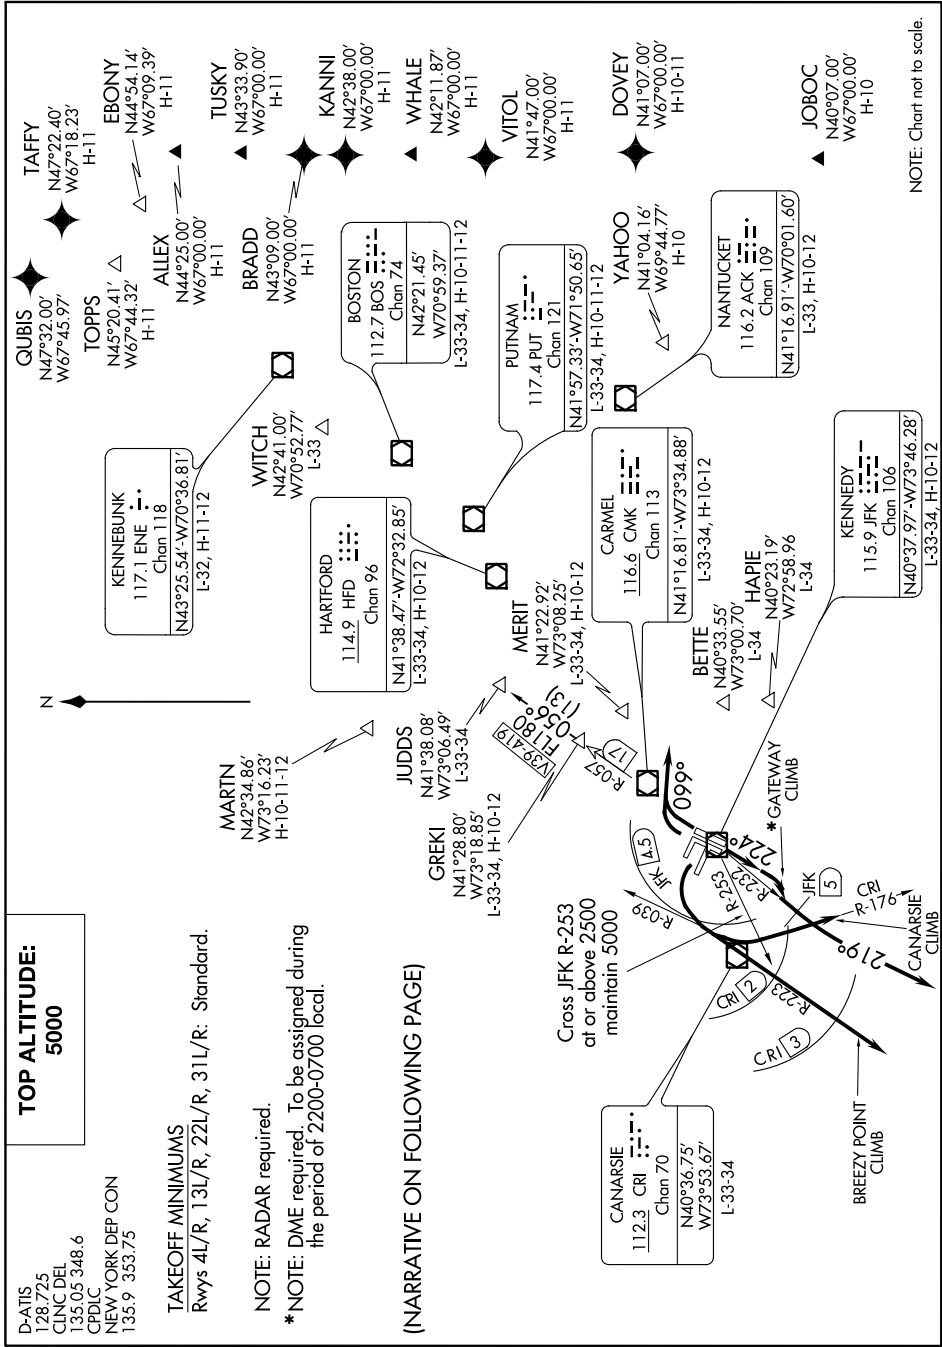 D-ATIS
128.725
CLNC DEL
135.05 348.6
CPDLC
NEW YORK DEP CON
135.9 353.75
TOP ALTITUDE:
5000
TAKEOFF MINIMUMS
Rwys 4L/R, 13L/R, 22L/R, 31L/R: Standard.
NOTE: RADAR required.
* NOTE: DME required. To be assigned during
the period of 2200-0700 local.
(NARRATIVE ON FOLLOWING PAGE)
N
QUBIS
N47°32.00'
W67°45.97'
TAFFY
N47°22.40'
W67°18.23'
H-11
TOPPS
N45°20.41'
W67°44.32'
H-11
EBONY
N44°54.14'
W67°09.39'
H-11
ALLEX
N44°25.00'
W67°00.00'
H-11
TUSKY
N43°33.90'
W67°00.00'
H-11
BRADD
N43°09.00'
W67°00.00'
H-11
KANNI
N42°38.00'
W67°00.00'
H-11
WHALE
N42°11.87'
W67°00.00'
H-11
VITOL
N41°47.00'
W67°00.00'
H-11
DOVEY
N41°07.00'
W67°00.00'
H-10-11
JOBOC
N40°07.00'
W67°00.00'
H-10
KENNEBUNK
117.1 ENE
Chan 118
N43°25.54'-W70°36.81'
L-32, H-11-12
WITCH
N42°41.00'
W70°52.77'
L-33
BOSTON
112.7 BOS
Chan 74
N42°21.45'
W70°59.37'
L-33-34, H-10-11-12
HARTFORD
114.9 HFD
Chan 96
N41°38.47'-W72°32.85'
L-33-34, H-10-12
PUTNAM
117.4 PUT
Chan 121
N41°57.33'-W71°50.65'
L-33-34, H-10-11-12
YAHOO
N41°04.16'
W69°44.77'
H-10
NANTUCKET
116.2 ACK
Chan 109
N41°16.91'-W70°01.60'
L-33, H-10-12
MARTN
N42°34.86'
W73°16.23'
H-10-11-12
JUDDS
N41°38.08'
W73°06.49'
L-33-34
GREKI
N41°28.80'
W73°18.85'
L-33-34, H-10-12
MERIT
N41°22.92'
W73°08.25'
L-33-34, H-10-12
V39-419
FL180
056°
(13)
R-057
17
CARMEL
116.6 CMK
Chan 113
N41°16.81'-W73°34.88'
L-33-34, H-10-12
BETTE
N40°33.55'
W73°00.70'
L-34
HAPIE
N40°23.19'
W72°58.96
L-34
KENNEDY
115.9 JFK
Chan 106
N40°37.97'-W73°46.28'
L-33-34, H-10-12
099°
JFK 4.5
R-039
R-253
R-232
224°
* GATEWAY
CLIMB
JFK
5
CRI
R-176
CANARSIE
CLIMB
219°
Cross JFK R-253
at or above 2500
maintain 5000
CRI 2
R-223
CRI 3
BREEZY POINT
CLIMB
CANARSIE
112.3 CRI
Chan 70
N40°36.75'
W73°53.67'
L-33-34
NOTE: Chart not to scale.